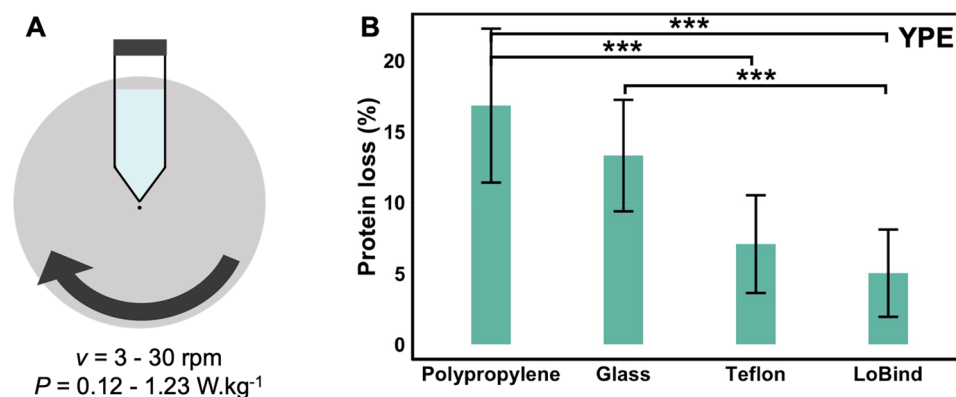 A
v = 3 - 30 rpm
P = 0.12 - 1.23 W.kg-1
B
YPE
***
***
***
Protein loss (%)
20
15
10
5
0
Polypropylene Glass Teflon LoBind